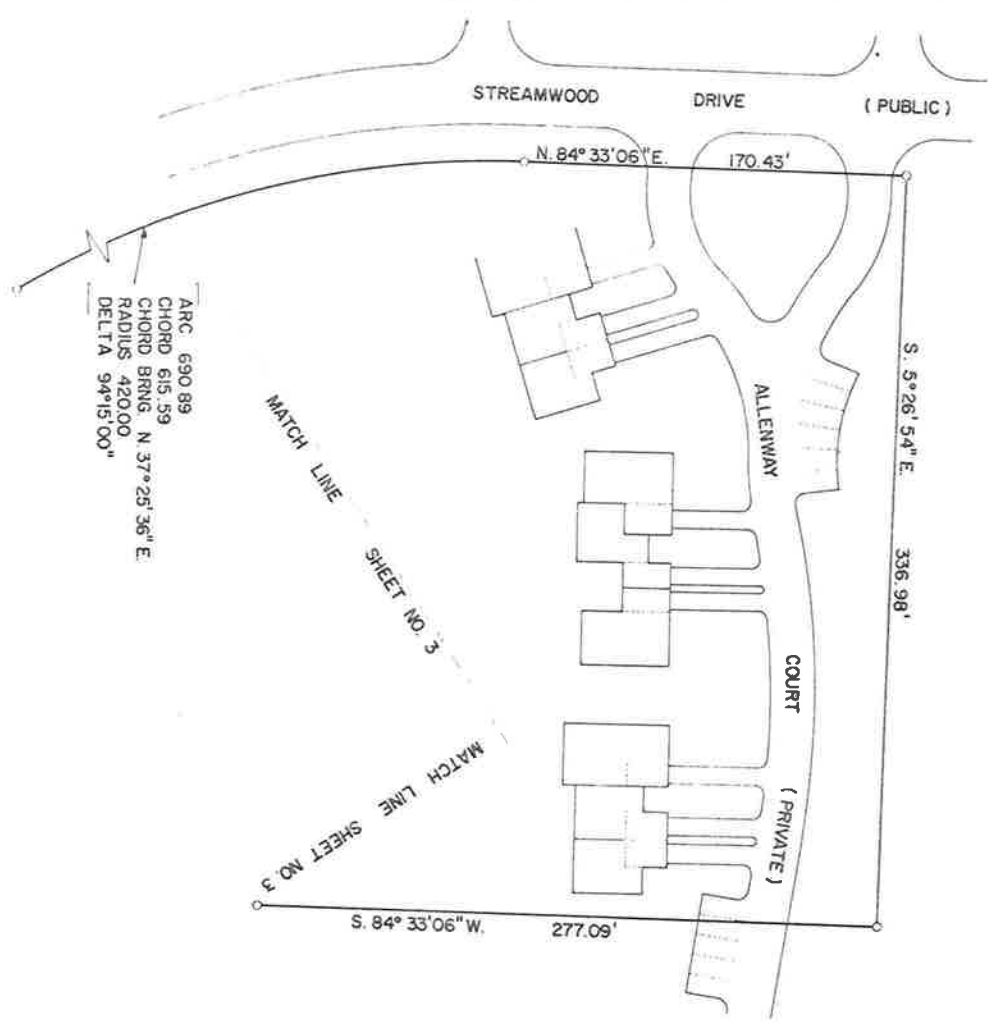 STREAMWOOD DRIVE (PUBLIC)
N. 84° 33' 06" E. 170.43'
S. 5° 26' 54" E. 336.98'
ARC 690.89
CHORD 615.59
CHORD BRNG. N. 37° 25' 36" E.
RADIUS 420.00
DELTA 94°15'00"
MATCH LINE SHEET NO. 3
ALLENWAY COURT (PRIVATE)
MATCH LINE SHEET NO. 3
S. 84° 33' 06" W. 277.09'